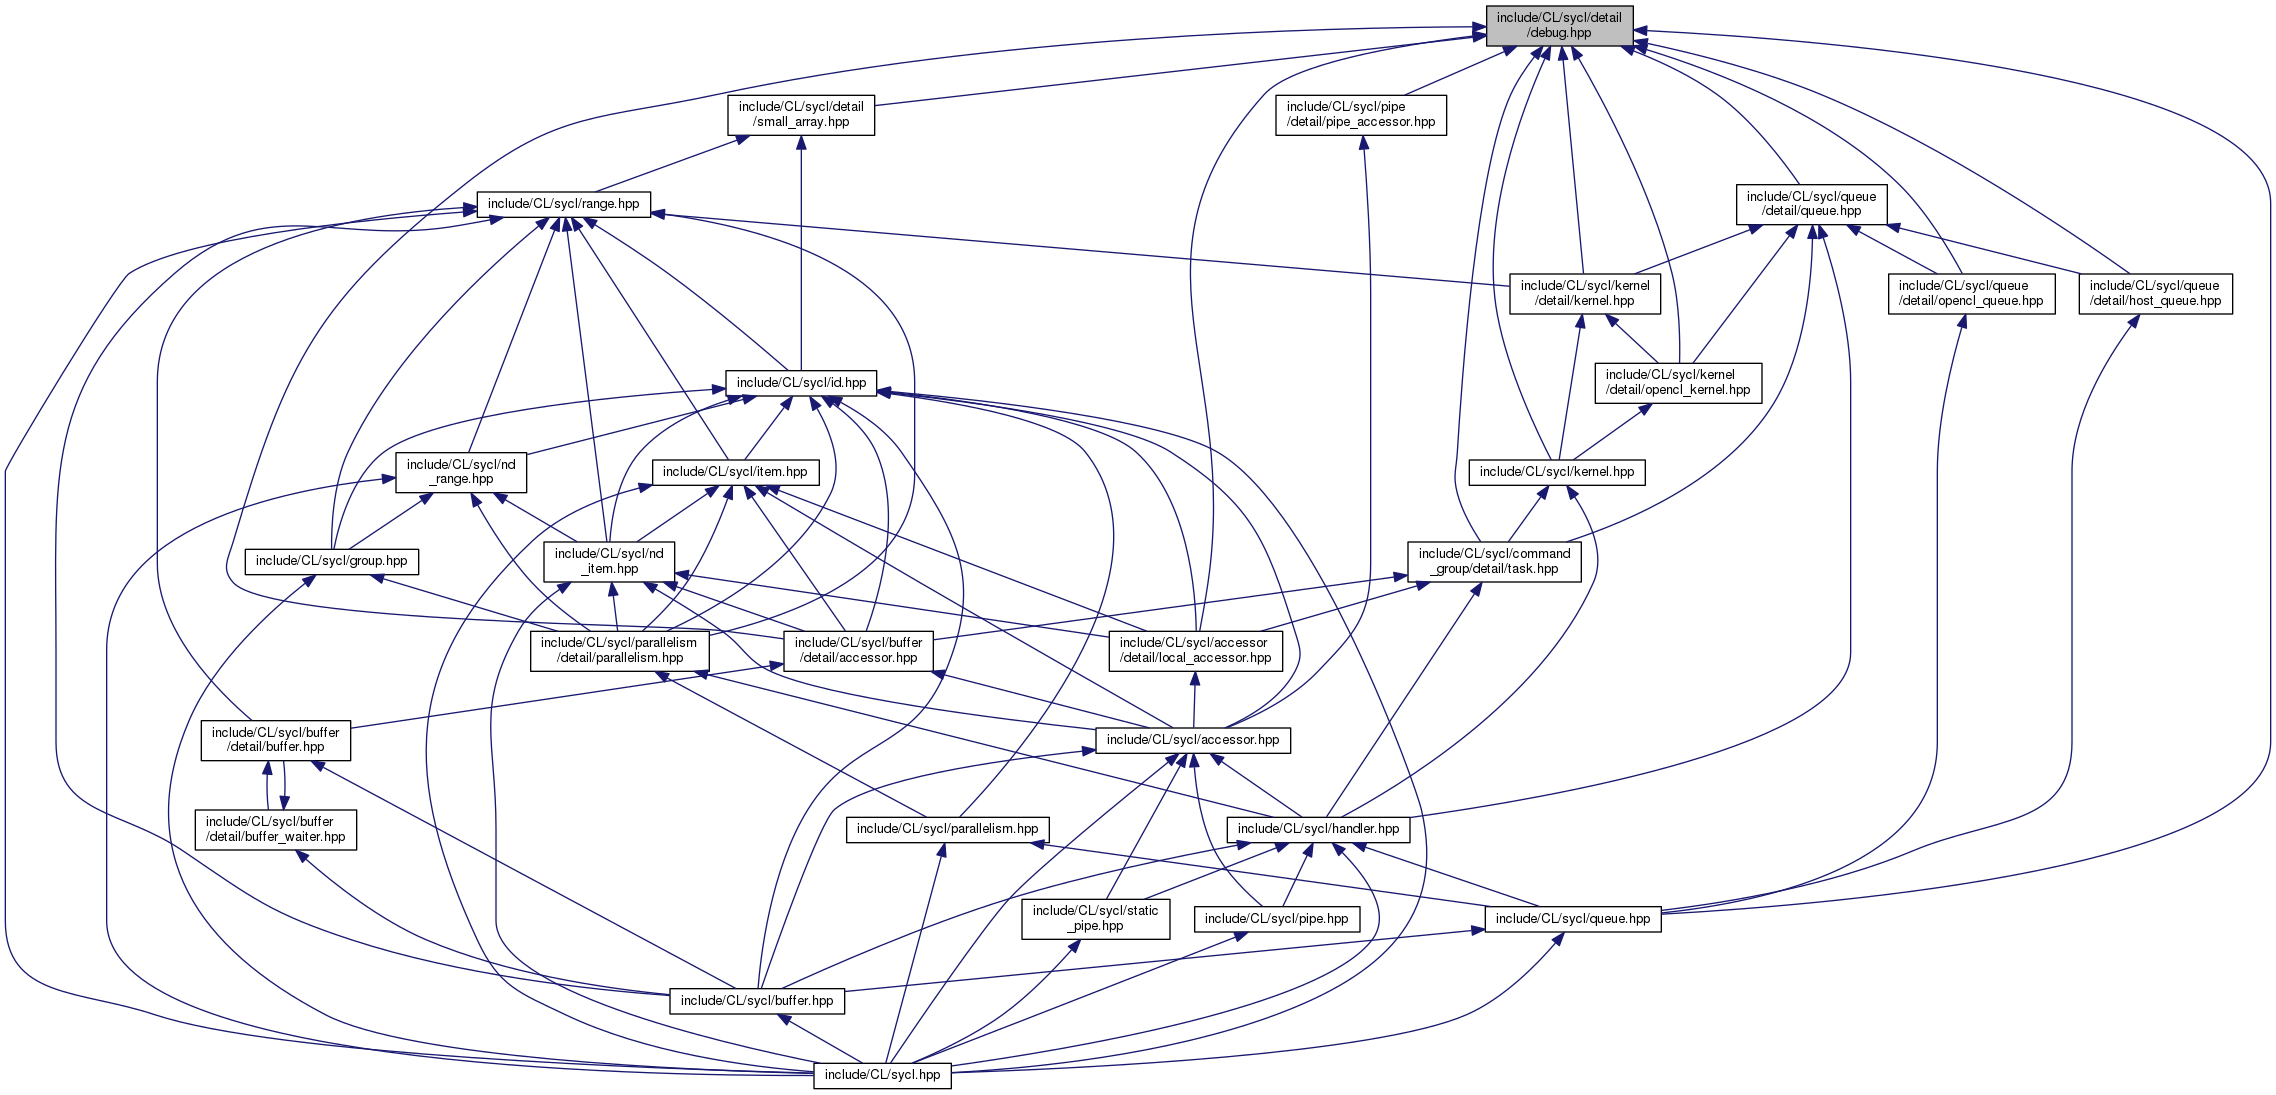 include/CL/sycl/detail
/debug.hpp
include/CL/sycl/detail
/small_array.hpp
include/CL/sycl/pipe
/detail/pipe_accessor.hpp
include/CL/sycl/range.hpp
include/CL/sycl/queue
/detail/queue.hpp
include/CL/sycl/kernel
/detail/kernel.hpp
include/CL/sycl/queue
/detail/opencl_queue.hpp
include/CL/sycl/queue
/detail/host_queue.hpp
include/CL/sycl/id.hpp
include/CL/sycl/kernel
/detail/opencl_kernel.hpp
include/CL/sycl/nd
_range.hpp
include/CL/sycl/item.hpp
include/CL/sycl/kernel.hpp
include/CL/sycl/group.hpp
include/CL/sycl/nd
_item.hpp
include/CL/sycl/command
_group/detail/task.hpp
include/CL/sycl/parallelism
/detail/parallelism.hpp
include/CL/sycl/buffer
/detail/accessor.hpp
include/CL/sycl/accessor
/detail/local_accessor.hpp
include/CL/sycl/buffer
/detail/buffer.hpp
include/CL/sycl/accessor.hpp
include/CL/sycl/buffer
/detail/buffer_waiter.hpp
include/CL/sycl/parallelism.hpp
include/CL/sycl/handler.hpp
include/CL/sycl/static
_pipe.hpp
include/CL/sycl/pipe.hpp
include/CL/sycl/queue.hpp
include/CL/sycl/buffer.hpp
include/CL/sycl.hpp